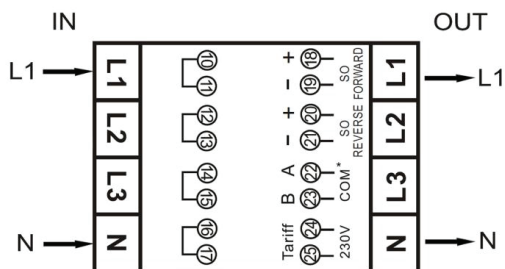 IN OUT
L1 L1 10 + 18 SO FORWARD L1 L1
11 - 19
L2 12 + 20 SO REVERSE L2
13 - 21
L3 14 A 22 COM* L3
15 B 23
N N 16 Tariff 24 230V N N
17 25